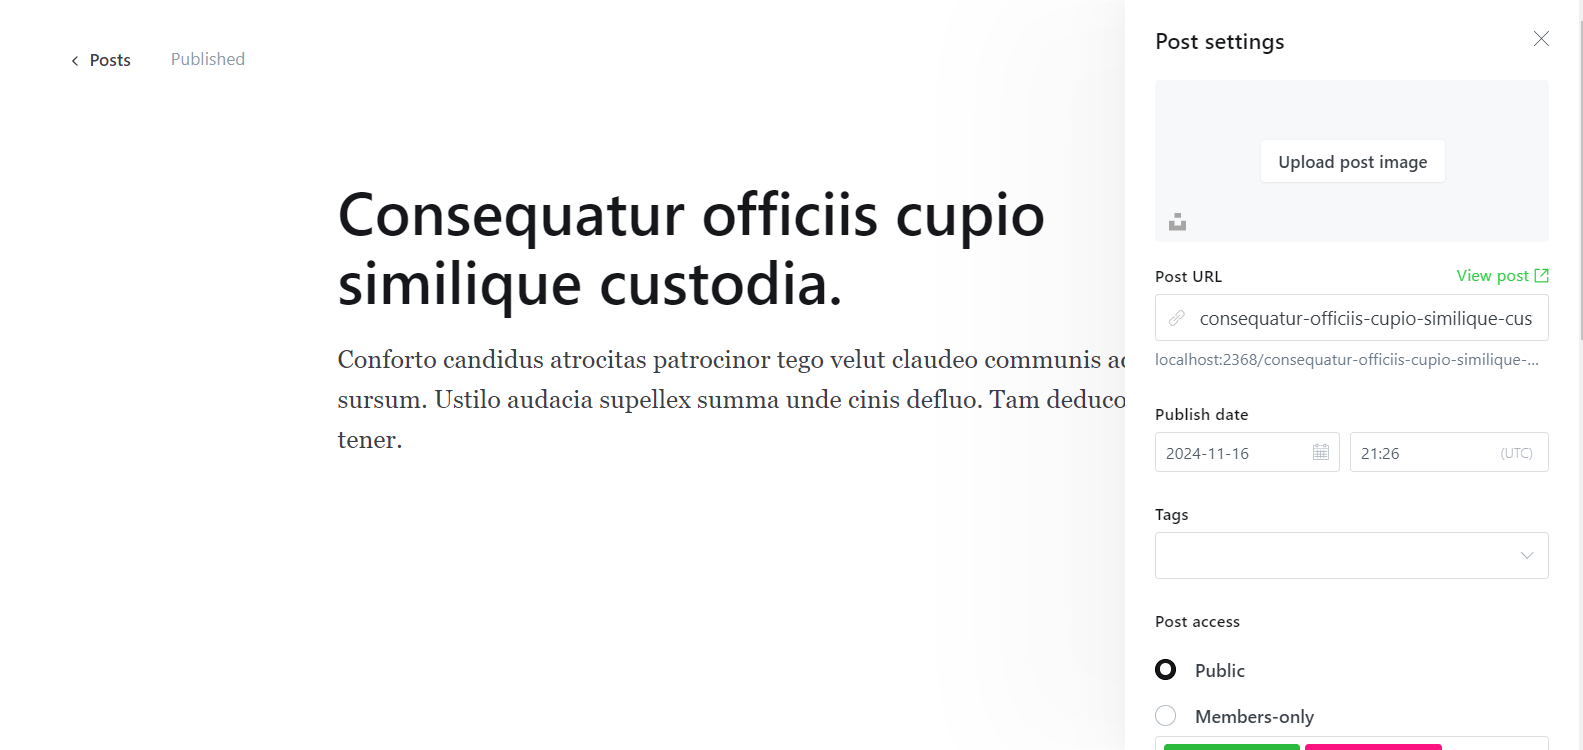 Posts
Published
Consequatur officiis cupio
similique custodia.
Conforto candidus atrocitas patrocinor tego velut claudeo communis
sursum. Ustilo audacia supellex summa unde cinis defluo. Tam deduco
tener.
Post settings
Upload post image
Post URL
View post
consequatur-officiis-cupio-similique-cus
localhost:2368/consequatur-officiis-cupio-similique-...
Publish date
2024-11-16
21:26
(UTC)
Tags
Post access
Public
Members-only